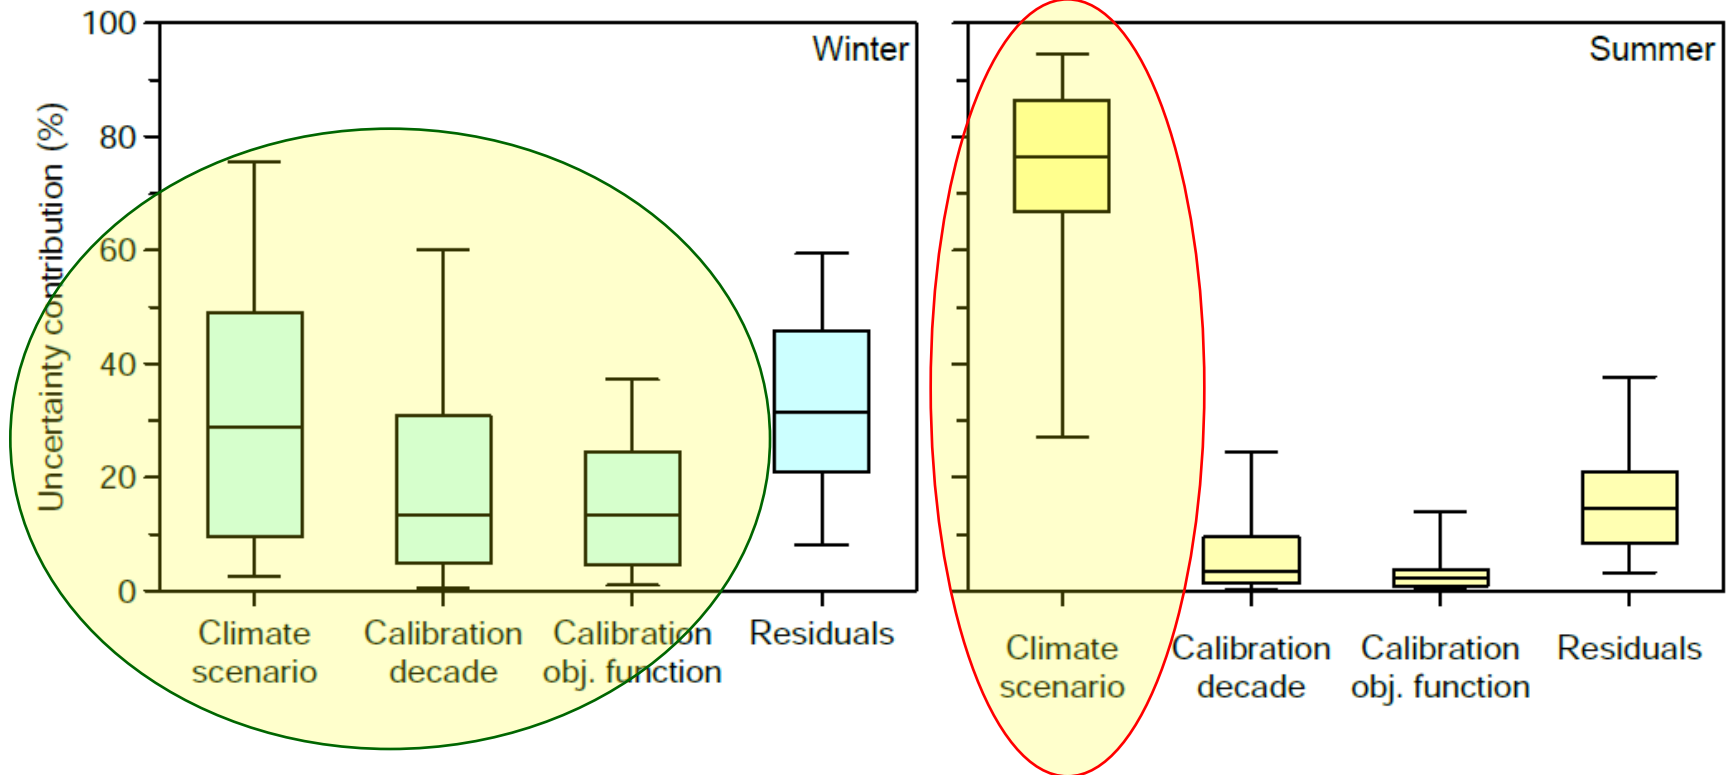 Uncertainty contribution (%)
100
80
60
40
20
0
Winter
Climate
scenario
Calibration
decade
Calibration
obj. function
Residuals
Summer
Climate
scenario
Calibration
decade
Calibration
obj. function
Residuals